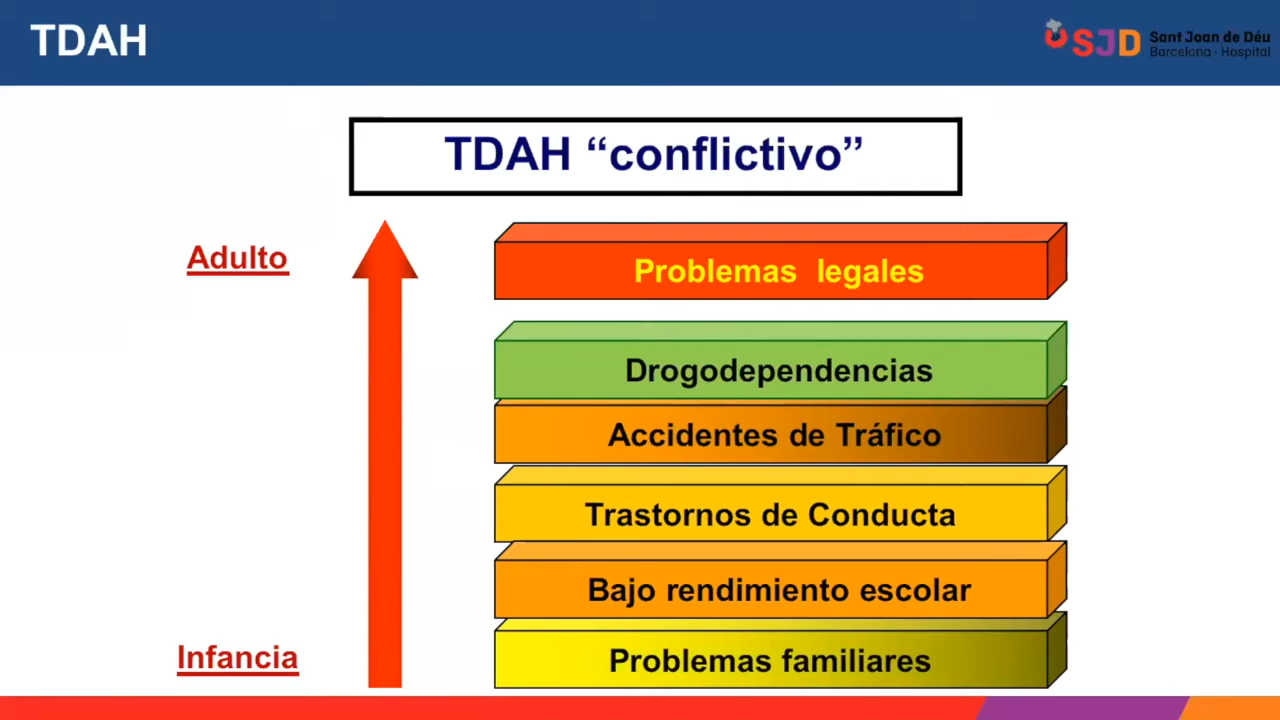 TDAH
SJD
Sant Joan de Déu
Barcelona · Hospital
TDAH “conflictivo”
Adulto
Problemas legales
Drogodependencias
Accidentes de Tráfico
Trastornos de Conducta
Bajo rendimiento escolar
Infancia
Problemas familiares